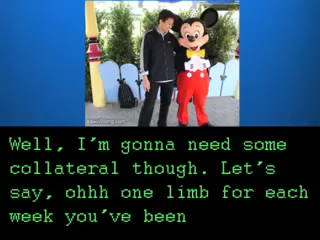 Well, I'm gonna need some
collateral though. Let's
say, ohhh one limb for each
week you've been